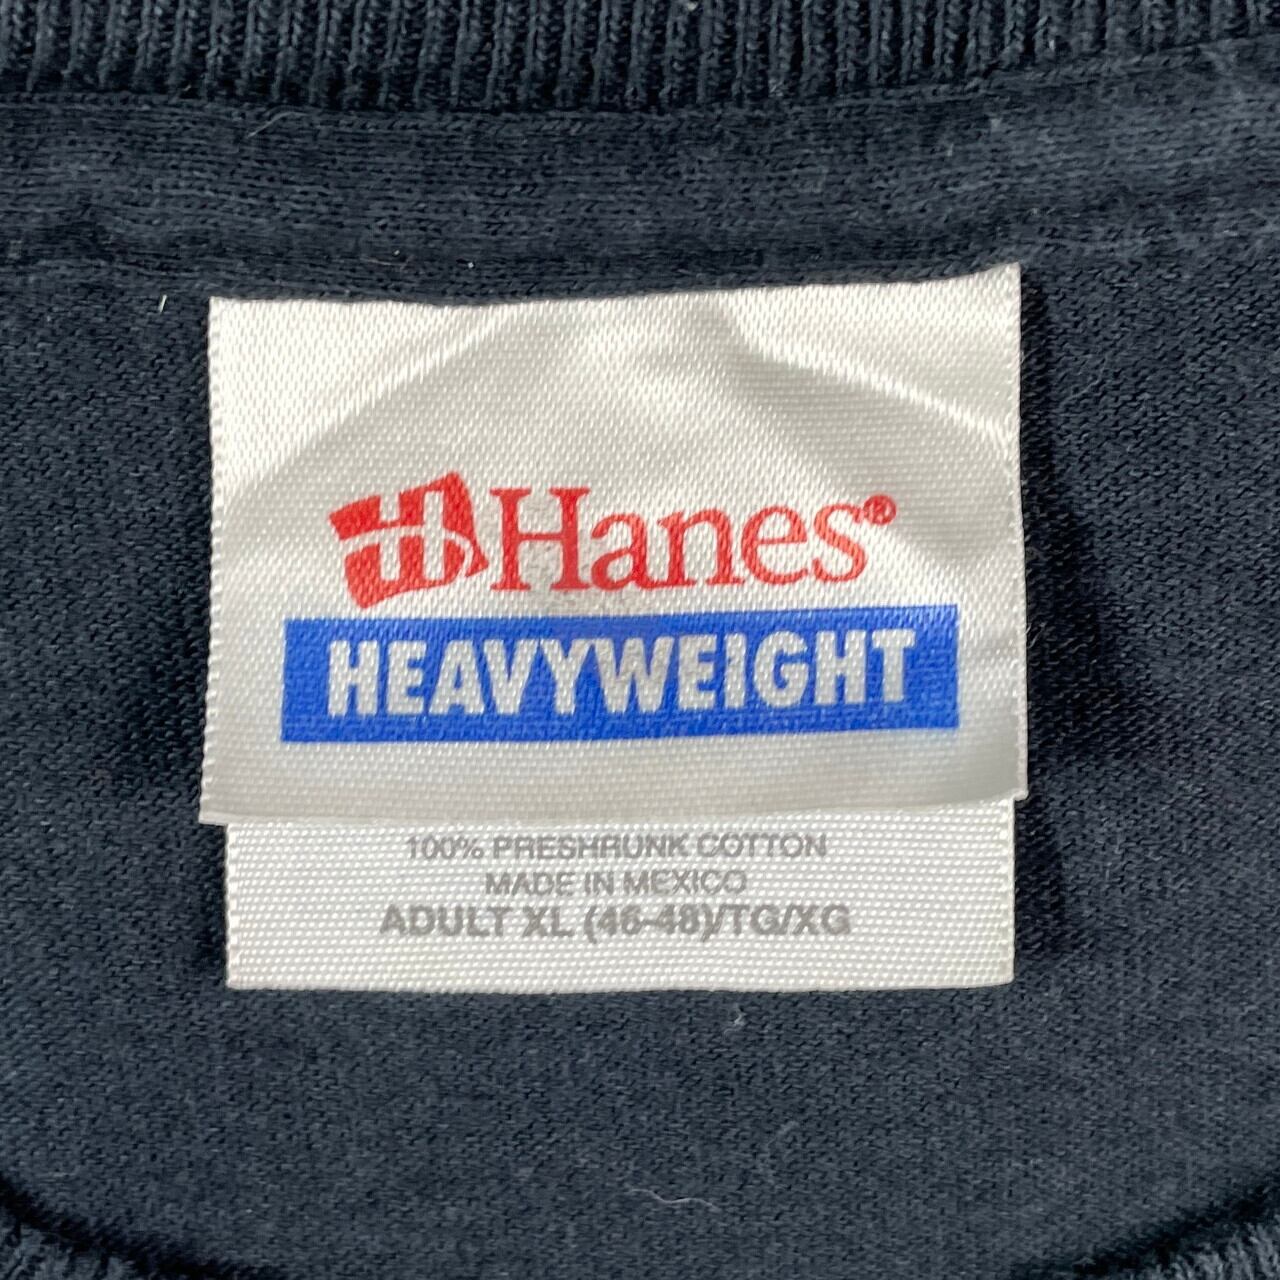 Hanes®
HEAVYWEIGHT
100% PRESHRUNK COTTON
MADE IN MEXICO
ADULT XL (46-48)/TG/XG